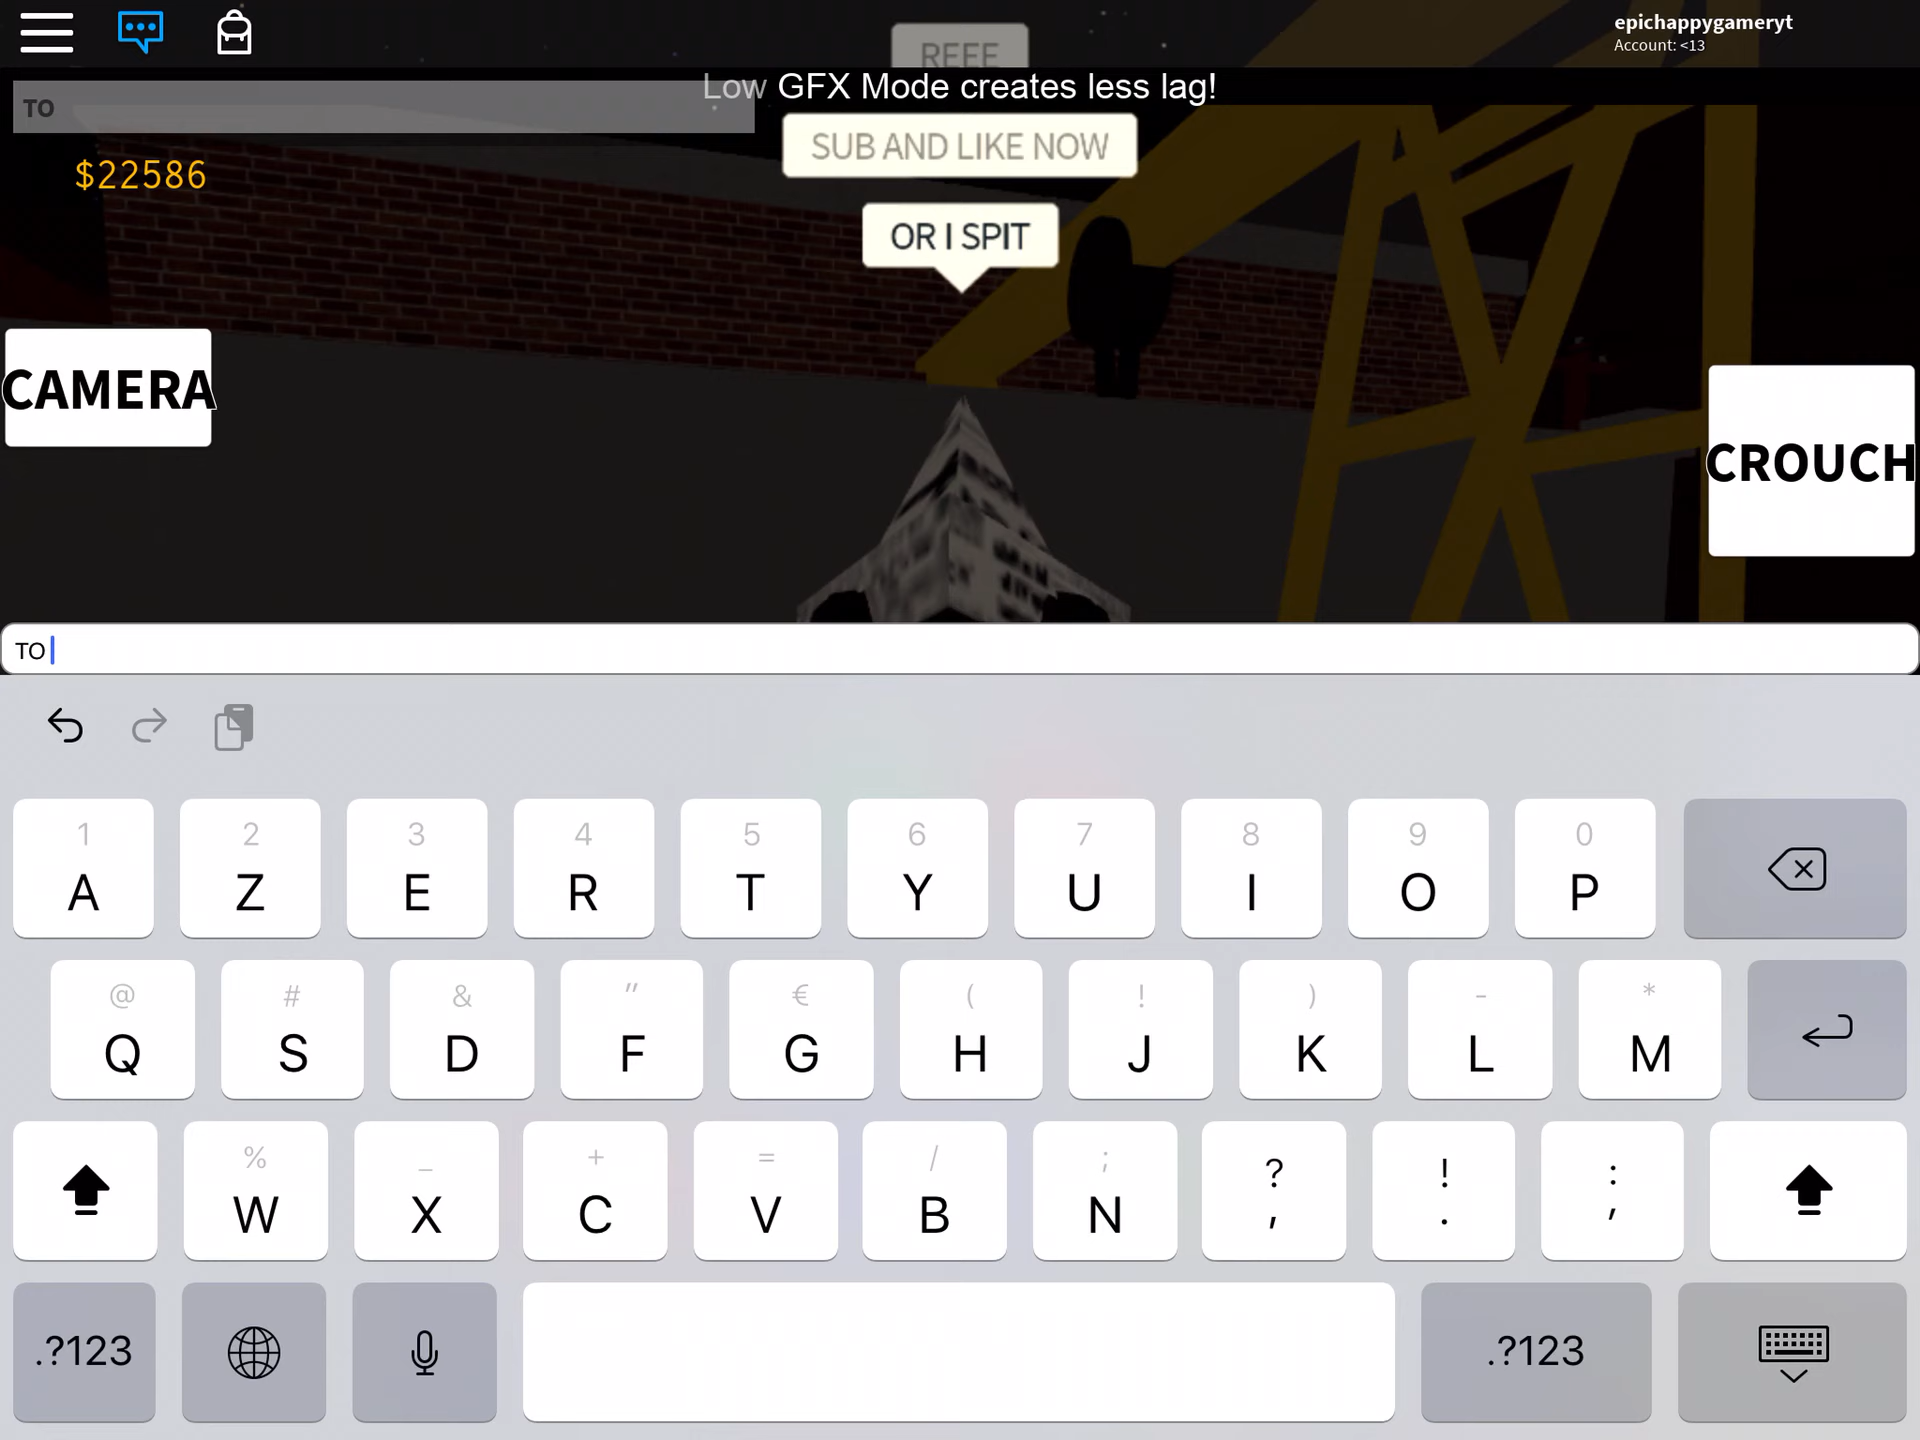 epichappygameryt
Account: <13
REEE
Low GFX Mode creates less lag!
TO
SUB AND LIKE NOW
$22586
OR I SPIT
CAMERA
CROUCH
TO
1 2 3 4 5 6 7 8 9 0
A Z E R T Y U I O P
@ # & " € ( ! ) - *
Q S D F G H J K L M
% _ + = / ; ? ! :
W X C V B N , . ,
.?123 .?123